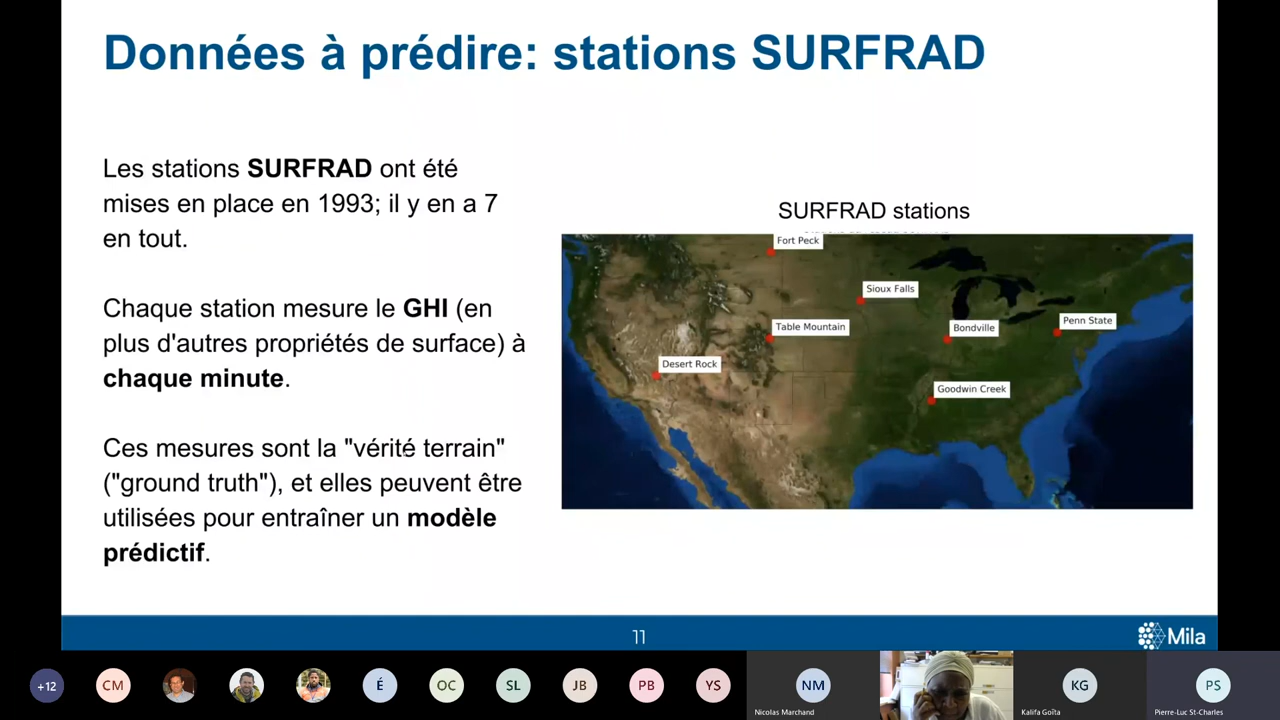 Données à prédire: stations SURFRAD
Les stations SURFRAD ont été
mises en place en 1993; il y en a 7
en tout.
Chaque station mesure le GHI (en
plus d'autres propriétés de surface) à
chaque minute.
Ces mesures sont la "vérité terrain"
("ground truth"), et elles peuvent être
utilisées pour entraîner un modèle
prédictif.
SURFRAD stations
Fort Peck
Sioux Falls
Table Mountain
Bondville
Penn State
Desert Rock
Goodwin Creek
11
Mila
+12
CM
É
OC
SL
JB
PB
YS
NM
Nicolas Marchand
KG
Kalifa Goïta
PS
Pierre-Luc St-Charles